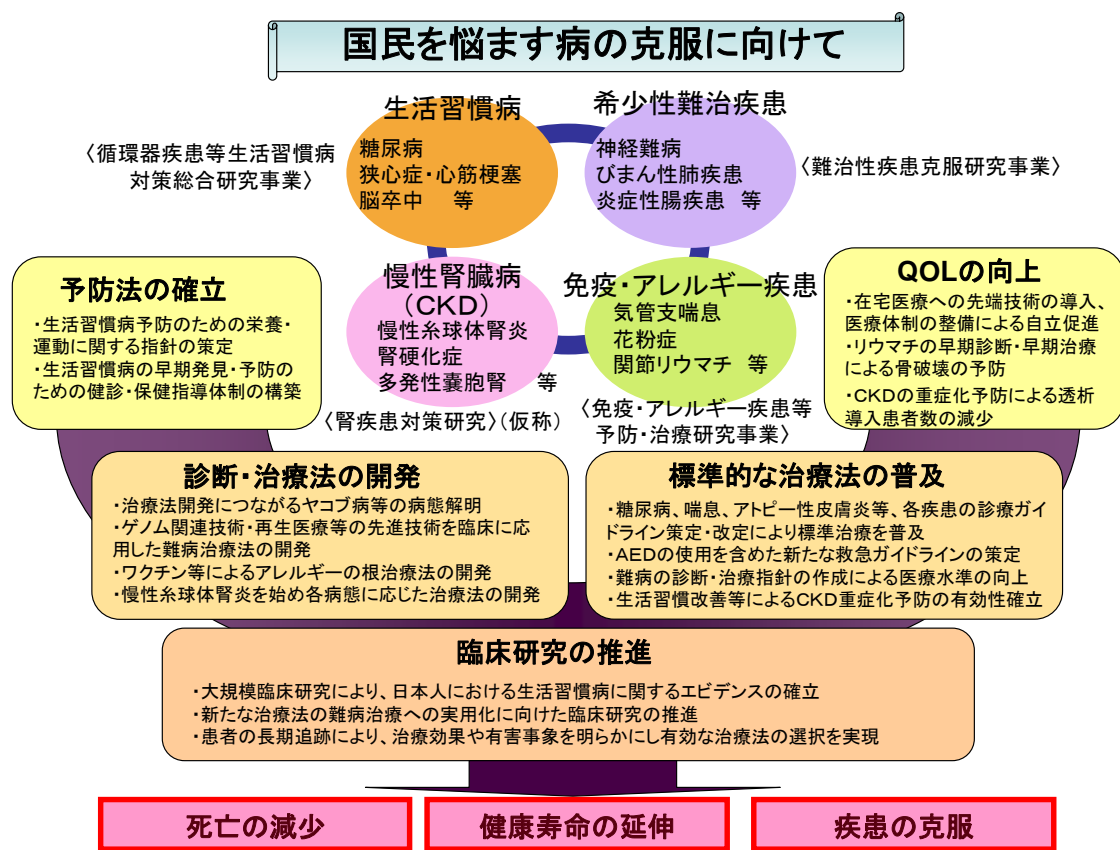 国民を悩ます病の克服に向けて
生活習慣病
糖尿病
狭心症・心筋梗塞
脳卒中　等
〈循環器疾患等生活習慣病
対策総合研究事業〉
希少性難治疾患
神経難病
びまん性肺疾患
炎症性腸疾患　等
〈難治性疾患克服研究事業〉
慢性腎臓病
（CKD）
慢性糸球体腎炎
腎硬化症
多発性嚢胞腎　等
〈腎疾患対策研究〉（仮称）
免疫・アレルギー疾患
気管支喘息
花粉症
関節リウマチ　等
〈免疫・アレルギー疾患等
予防・治療研究事業〉
予防法の確立
・生活習慣病予防のための栄養・
運動に関する指針の策定
・生活習慣病の早期発見・予防の
ための健診・保健指導体制の構築
QOLの向上
・在宅医療への先端技術の導入、
医療体制の整備による自立促進
・リウマチの早期診断・早期治療
による骨破壊の予防
・CKDの重症化予防による透析
導入患者数の減少
診断・治療法の開発
・治療法開発につながるヤコブ病等の病態解明
・ゲノム関連技術・再生医療等の先進技術を臨床に応
用した難病治療法の開発
・ワクチン等によるアレルギーの根治療法の開発
・慢性糸球体腎炎を始め各病態に応じた治療法の開発
標準的な治療法の普及
・糖尿病、喘息、アトピー性皮膚炎等、各疾患の診療ガイ
ドライン策定・改定により標準治療を普及
・AEDの使用を含めた新たな救急ガイドラインの策定
・難病の診断・治療指針の作成による医療水準の向上
・生活習慣改善等によるCKD重症化予防の有効性確立
臨床研究の推進
・大規模臨床研究により、日本人における生活習慣病に関するエビデンスの確立
・新たな治療法の難病治療への実用化に向けた臨床研究の推進
・患者の長期追跡により、治療効果や有害事象を明らかにし有効な治療法の選択を実現
死亡の減少
健康寿命の延伸
疾患の克服